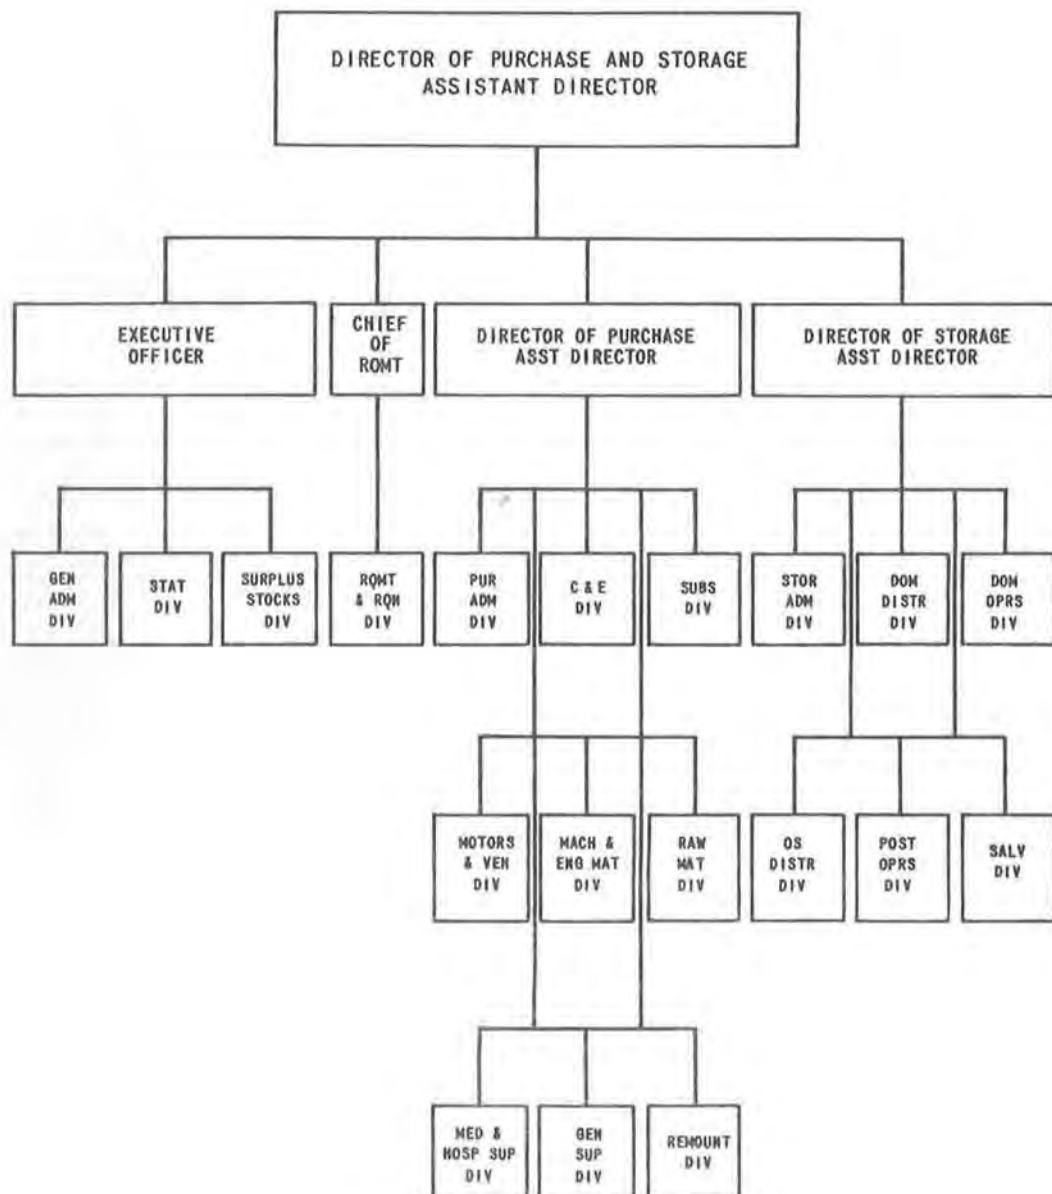 DIRECTOR OF PURCHASE AND STORAGE
ASSISTANT DIRECTOR
EXECUTIVE
OFFICER
CHIEF
OF
RQMT
DIRECTOR OF PURCHASE
ASST DIRECTOR
DIRECTOR OF STORAGE
ASST DIRECTOR
GEN
ADM
DIV
STAT
DIV
SURPLUS
STOCKS
DIV
RQMT
& RQN
DIV
PUR
ADM
DIV
C & E
DIV
SUBS
DIV
STOR
ADM
DIV
DOM
DISTR
DIV
DOM
OPRS
DIV
MOTORS
& VEH
DIV
MACH &
ENG MAT
DIV
RAW
MAT
DIV
OS
DISTR
DIV
POST
OPRS
DIV
SALV
DIV
MED &
HOSP SUP
DIV
GEN
SUP
DIV
REMOUNT
DIV